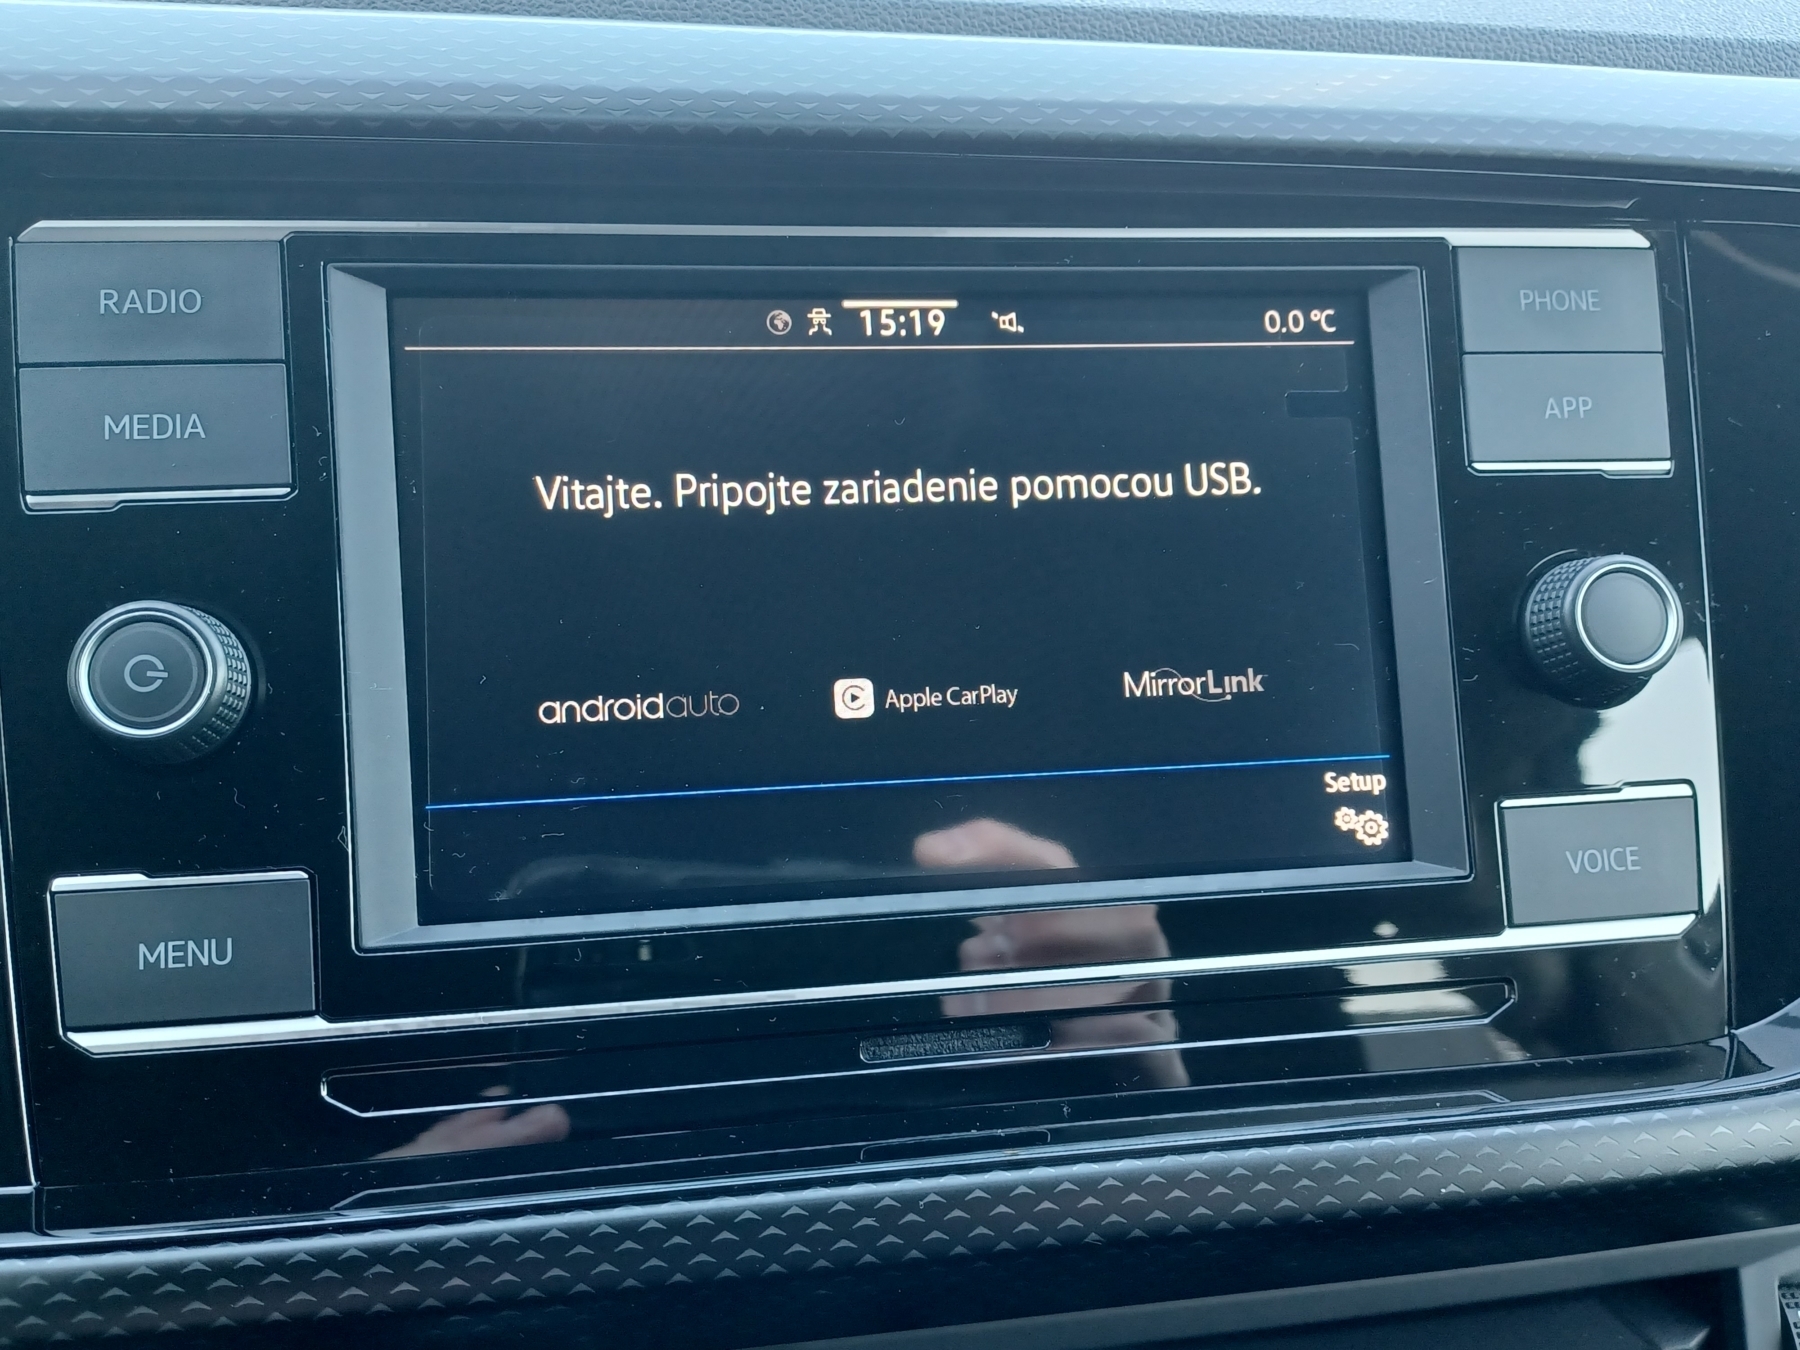 RADIO
MEDIA
MENU
15:19
0.0 °C
Vitajte. Pripojte zariadenie pomocou USB.
androidauto
Apple CarPlay
MirrorLink
Setup
PHONE
APP
VOICE